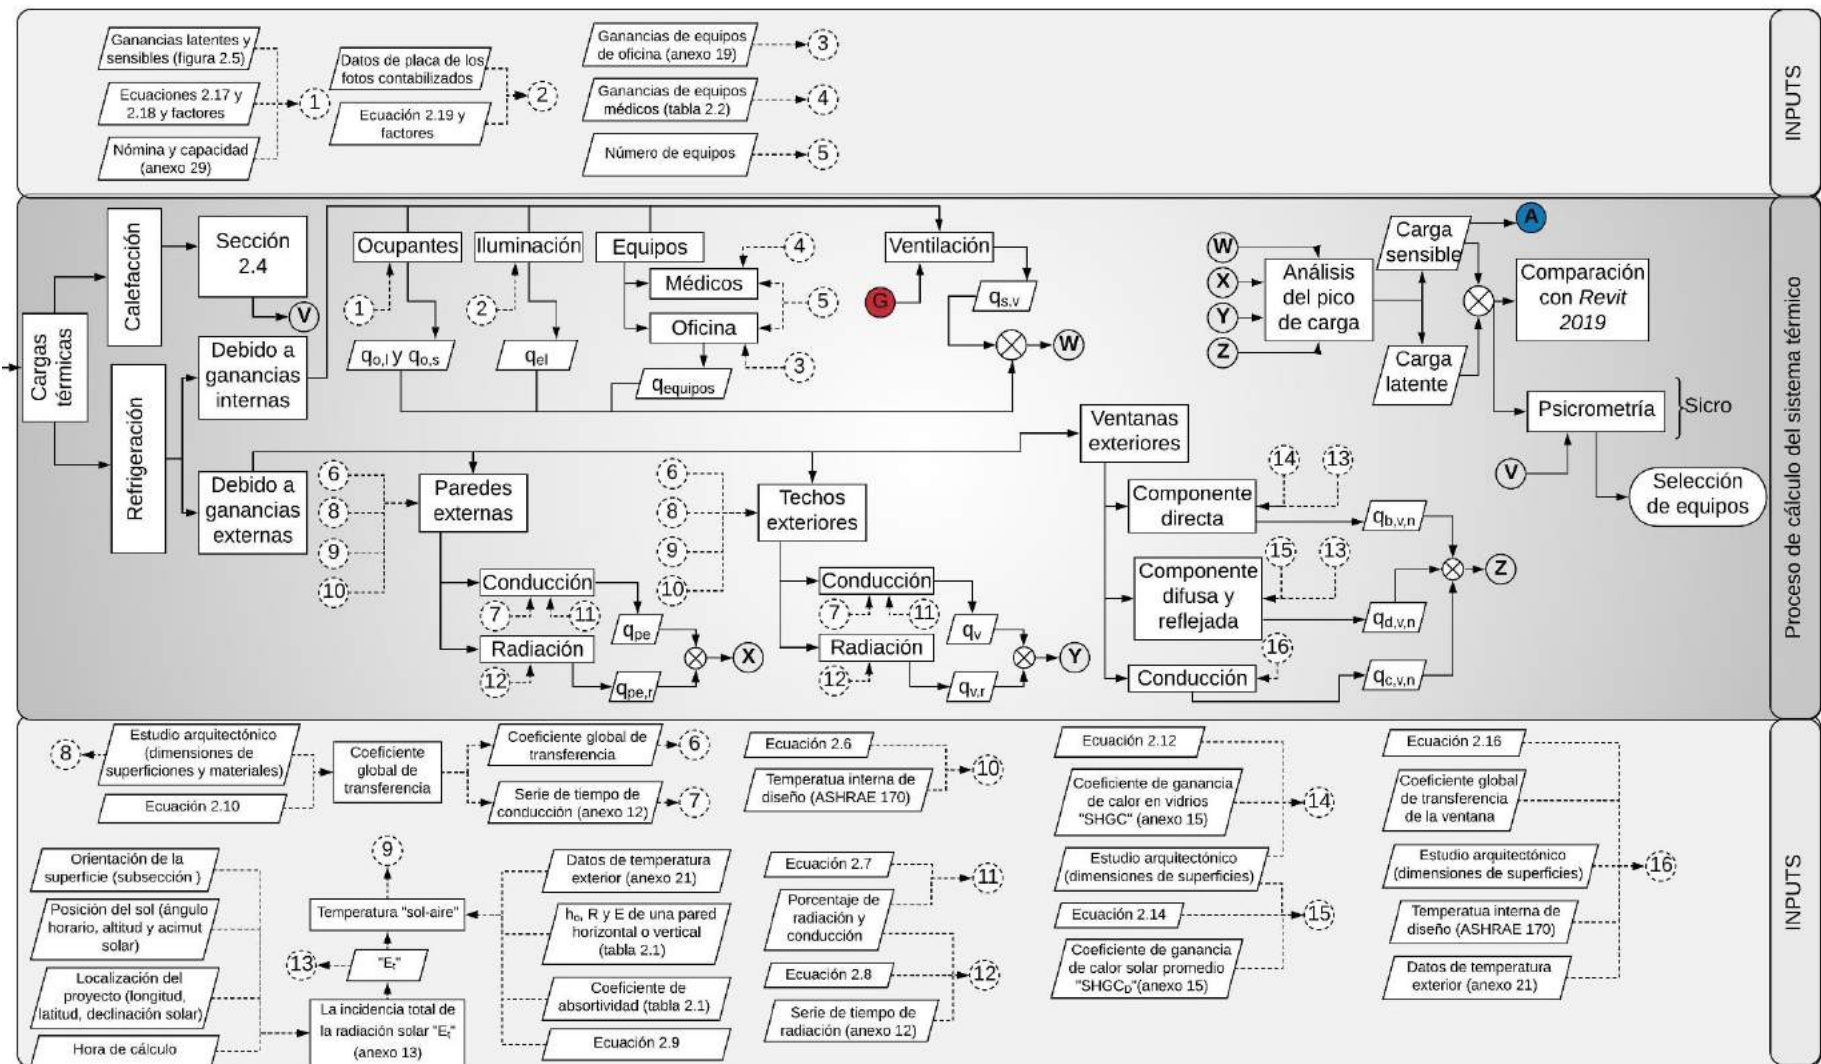 Ganancias latentes y
sensibles (figura 2.5)
Ecuaciones 2.17 y
2.18 y factores
Nómina y capacidad
(anexo 29)
1
Datos de placa de los
fotos contabilizados
Ecuación 2.19 y
factores
2
Ganancias de equipos
de oficina (anexo 19)
3
Ganancias de equipos
médicos (tabla 2.2)
4
Número de equipos
5
INPUTS
Cargas
térmicas
Calefacción
Refrigeración
Sección
2.4
V
Debido a
ganancias
internas
Debido a
ganancias
externas
Ocupantes
1
qo,l y qo,s
Iluminación
2
qel
Equipos
Médicos
Oficina
4
5
3
qequipos
Ventilación
G
qs,v
W
W
X
Y
Z
Análisis
del pico
de carga
Carga
sensible
Carga
latente
A
Comparación
con Revit
2019
Psicrometría
Sicro
V
Selección
de equipos
6
8
9
10
Paredes
externas
Conducción
7
11
Radiación
12
qpe
qpe,r
X
6
8
9
10
Techos
exteriores
Conducción
7
11
Radiación
12
qv
qv,r
Y
Ventanas
exteriores
14
13
Componente
directa
15
13
Componente
difusa y
reflejada
16
Conducción
qb,v,n
qd,v,n
qc,v,n
Z
Proceso de cálculo del sistema térmico
8
Estudio arquitectónico
(dimensiones de
superficiones y materiales)
Ecuación 2.10
Coeficiente
global de
transferencia
Coeficiente global de
transferencia
6
Serie de tiempo de
conducción (anexo 12)
7
Orientación de la
superficie (subsección )
Posición del sol (ángulo
horario, altitud y acimut
solar)
Localización del
proyecto (longitud,
latitud, declinación solar)
Hora de cálculo
9
Temperatura "sol-aire"
13
"Et"
La incidencia total de
la radiación solar "Et"
(anexo 13)
Datos de temperatura
exterior (anexo 21)
ho, R y E de una pared
horizontal o vertical
(tabla 2.1)
Coeficiente de
absortividad (tabla 2.1)
Ecuación 2.9
Ecuación 2.6
Temperatua interna de
diseño (ASHRAE 170)
10
Ecuación 2.7
Porcentaje de
radiación y
conducción
11
Ecuación 2.8
Serie de tiempo de
radiación (anexo 12)
12
Ecuación 2.12
Coeficiente de ganancia
de calor en vidrios
"SHGC" (anexo 15)
14
Estudio arquitectónico
(dimensiones de superficies)
Ecuación 2.14
15
Coeficiente de ganancia
de calor solar promedio
"SHGCD"(anexo 15)
Ecuación 2.16
Coeficiente global
de transferencia
de la ventana
Estudio arquitectónico
(dimensiones de superficies)
16
Temperatua interna de
diseño (ASHRAE 170)
Datos de temperatura
exterior (anexo 21)
INPUTS